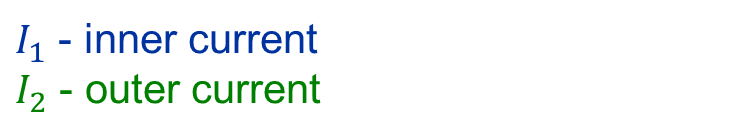 I₁ - inner current
I₂ - outer current